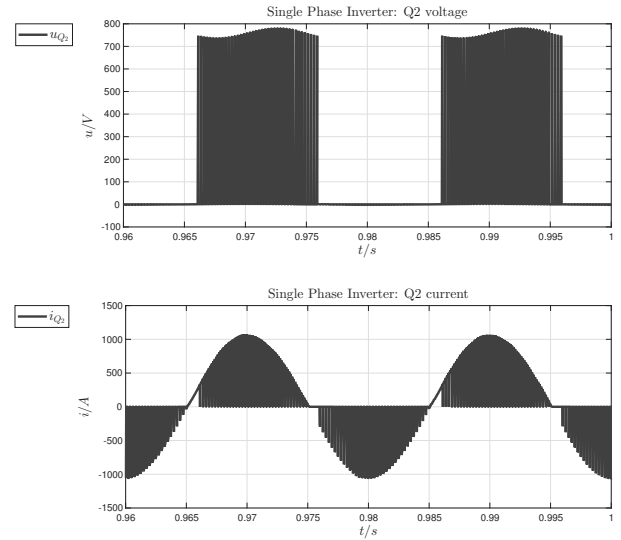 Single Phase Inverter: Q2 voltage
u_{Q_2}
800
700
600
500
400
300
200
100
0
-100
u/V
0.96 0.965 0.97 0.975 0.98 0.985 0.99 0.995 1
t/s
Single Phase Inverter: Q2 current
i_{Q_2}
1500
1000
500
0
-500
-1000
-1500
i/A
0.96 0.965 0.97 0.975 0.98 0.985 0.99 0.995 1
t/s